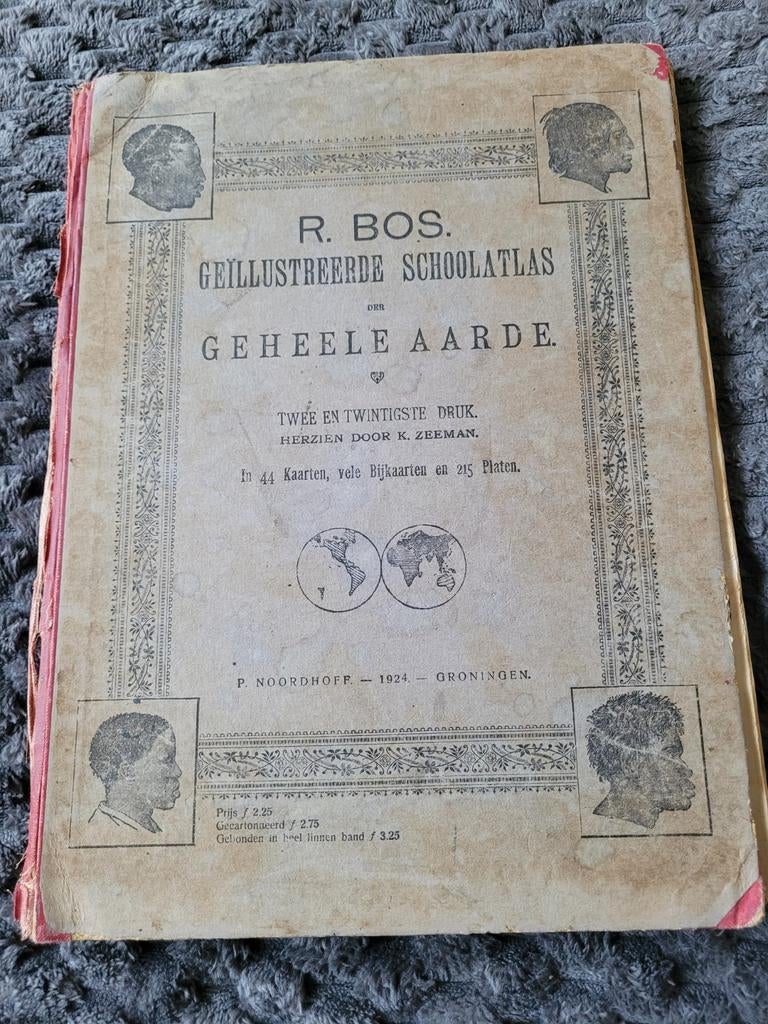 R. BOS.
GEÏLLUSTREERDE SCHOOLATLAS
DER
GEHEELE AARDE.
TWEE EN TWINTIGSTE DRUK.
HERZIEN DOOR K. ZEEMAN.
In 44 Kaarten, vele Bijkaarten en 215 Platen.
P. NOORDHOFF. — 1924. — GRONINGEN.
Prijs ƒ 2.25
Gecartonneerd ƒ 2.75
Gebonden in heel linnen band ƒ 3.25